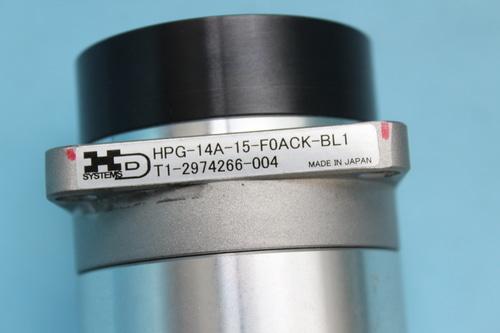 HD SYSTEMS
HPG-14A-15-F0ACK-BL1
T1-2974266-004
MADE IN JAPAN